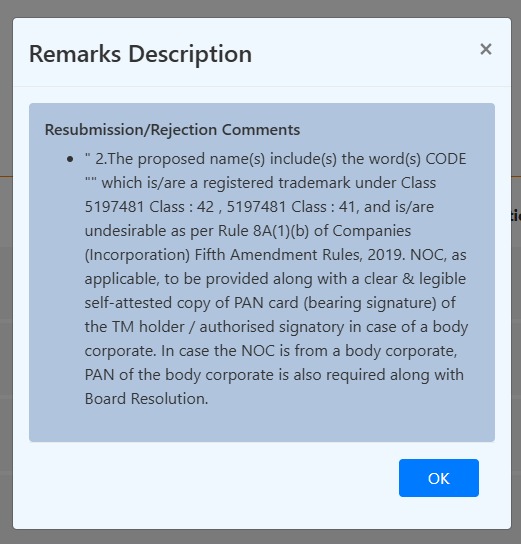 Remarks Description
×
Resubmission/Rejection Comments
• " 2.The proposed name(s) include(s) the word(s) CODE
"" which is/are a registered trademark under Class
5197481 Class : 42 , 5197481 Class : 41, and is/are
undesirable as per Rule 8A(1)(b) of Companies
(Incorporation) Fifth Amendment Rules, 2019. NOC, as
applicable, to be provided along with a clear & legible
self-attested copy of PAN card (bearing signature) of
the TM holder / authorised signatory in case of a body
corporate. In case the NOC is from a body corporate,
PAN of the body corporate is also required along with
Board Resolution.
OK